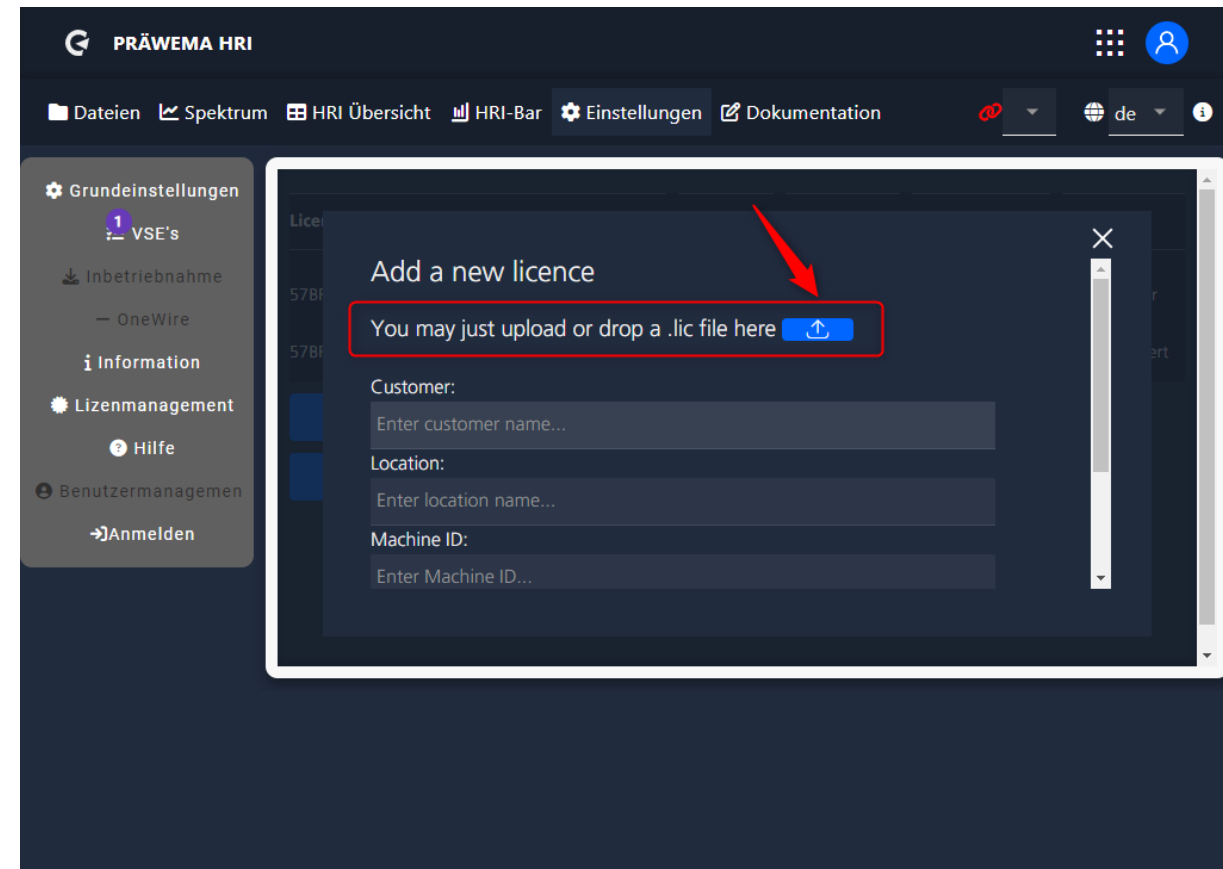 PRÄWEMA HRI
Dateien Spektrum HRI Übersicht HRI-Bar Einstellungen Dokumentation de
Grundeinstellungen
1
VSE's
Inbetriebnahme
OneWire
Information
Lizenmanagement
Hilfe
Benutzermanagemen
Anmelden
Add a new licence
You may just upload or drop a .lic file here
Customer:
Enter customer name...
Location:
Enter location name...
Machine ID:
Enter Machine ID...